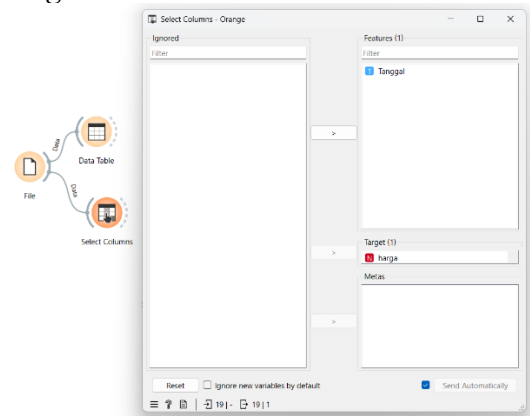 Select Columns - Orange
Ignored
Filter
Features (1)
Filter
T Tanggal
>
Data
Data Table
File
Data
Select Columns
>
Target (1)
N harga
Metas
>
Reset
Ignore new variables by default
Send Automatically
19 | -
19 | 1